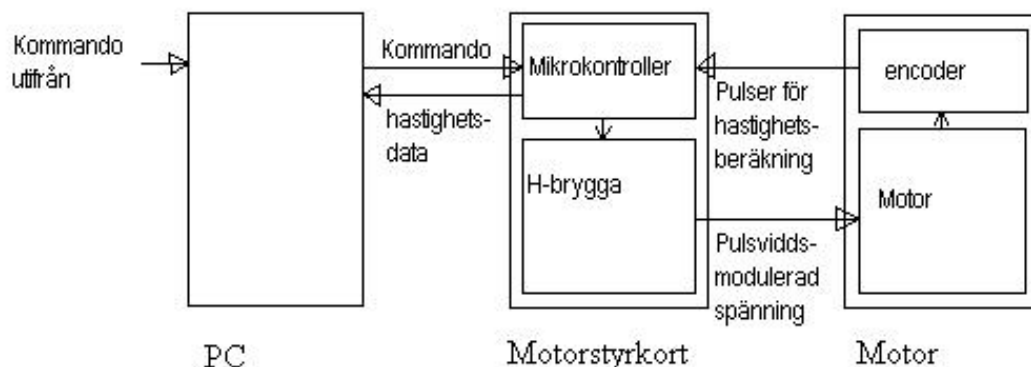 Kommando
utifrån
Kommando
hastighets-
data
Mikrokontroller
H-brygga
Pulser för
hastighets-
beräkning
Pulsvidds-
modulerad
spänning
encoder
Motor
PC
Motorstyrkort
Motor